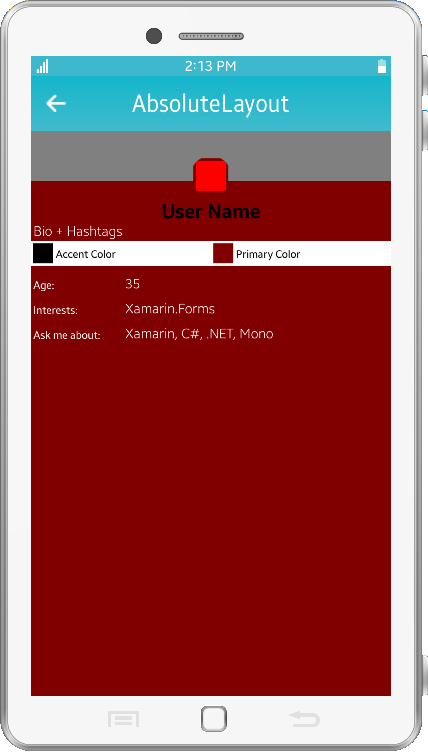 2:13 PM
AbsoluteLayout
User Name
Bio + Hashtags
Accent Color Primary Color
Age: 35
Interests: Xamarin.Forms
Ask me about: Xamarin, C#, .NET, Mono